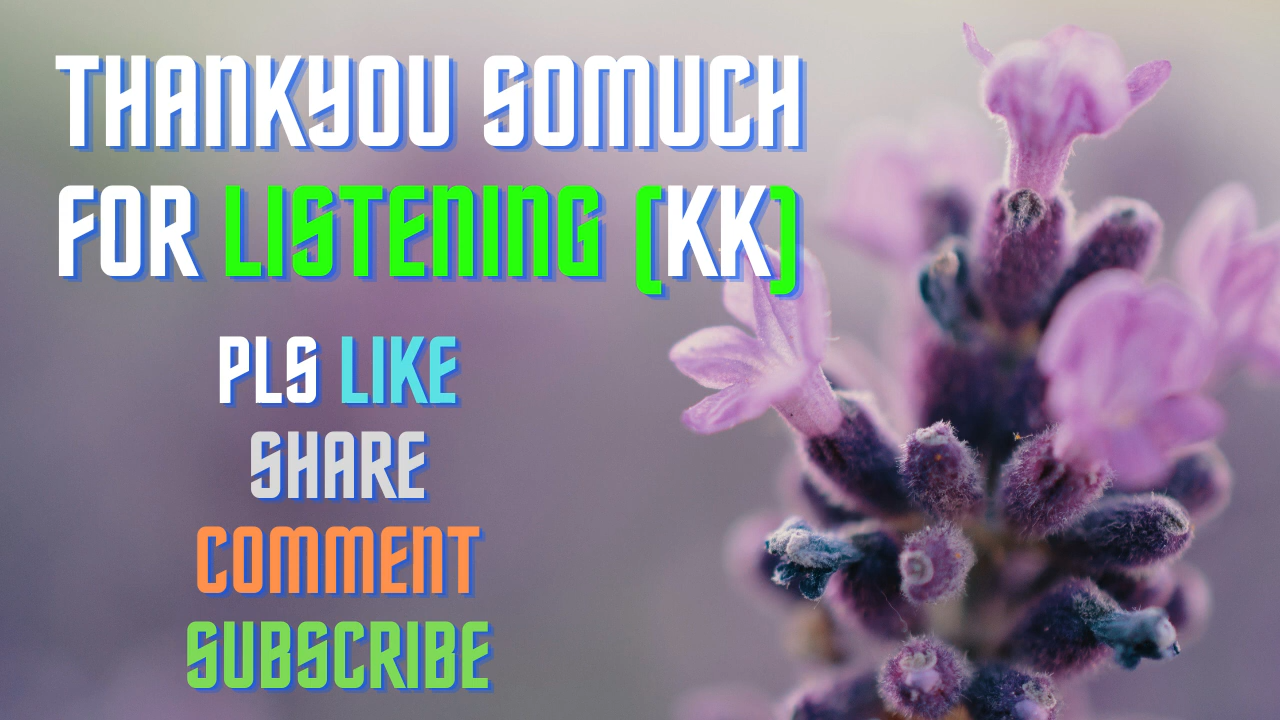 THANKYOU SOMUCH
FOR LISTENING (KK)
PLS LIKE
SHARE
COMMENT
SUBSCRIBE